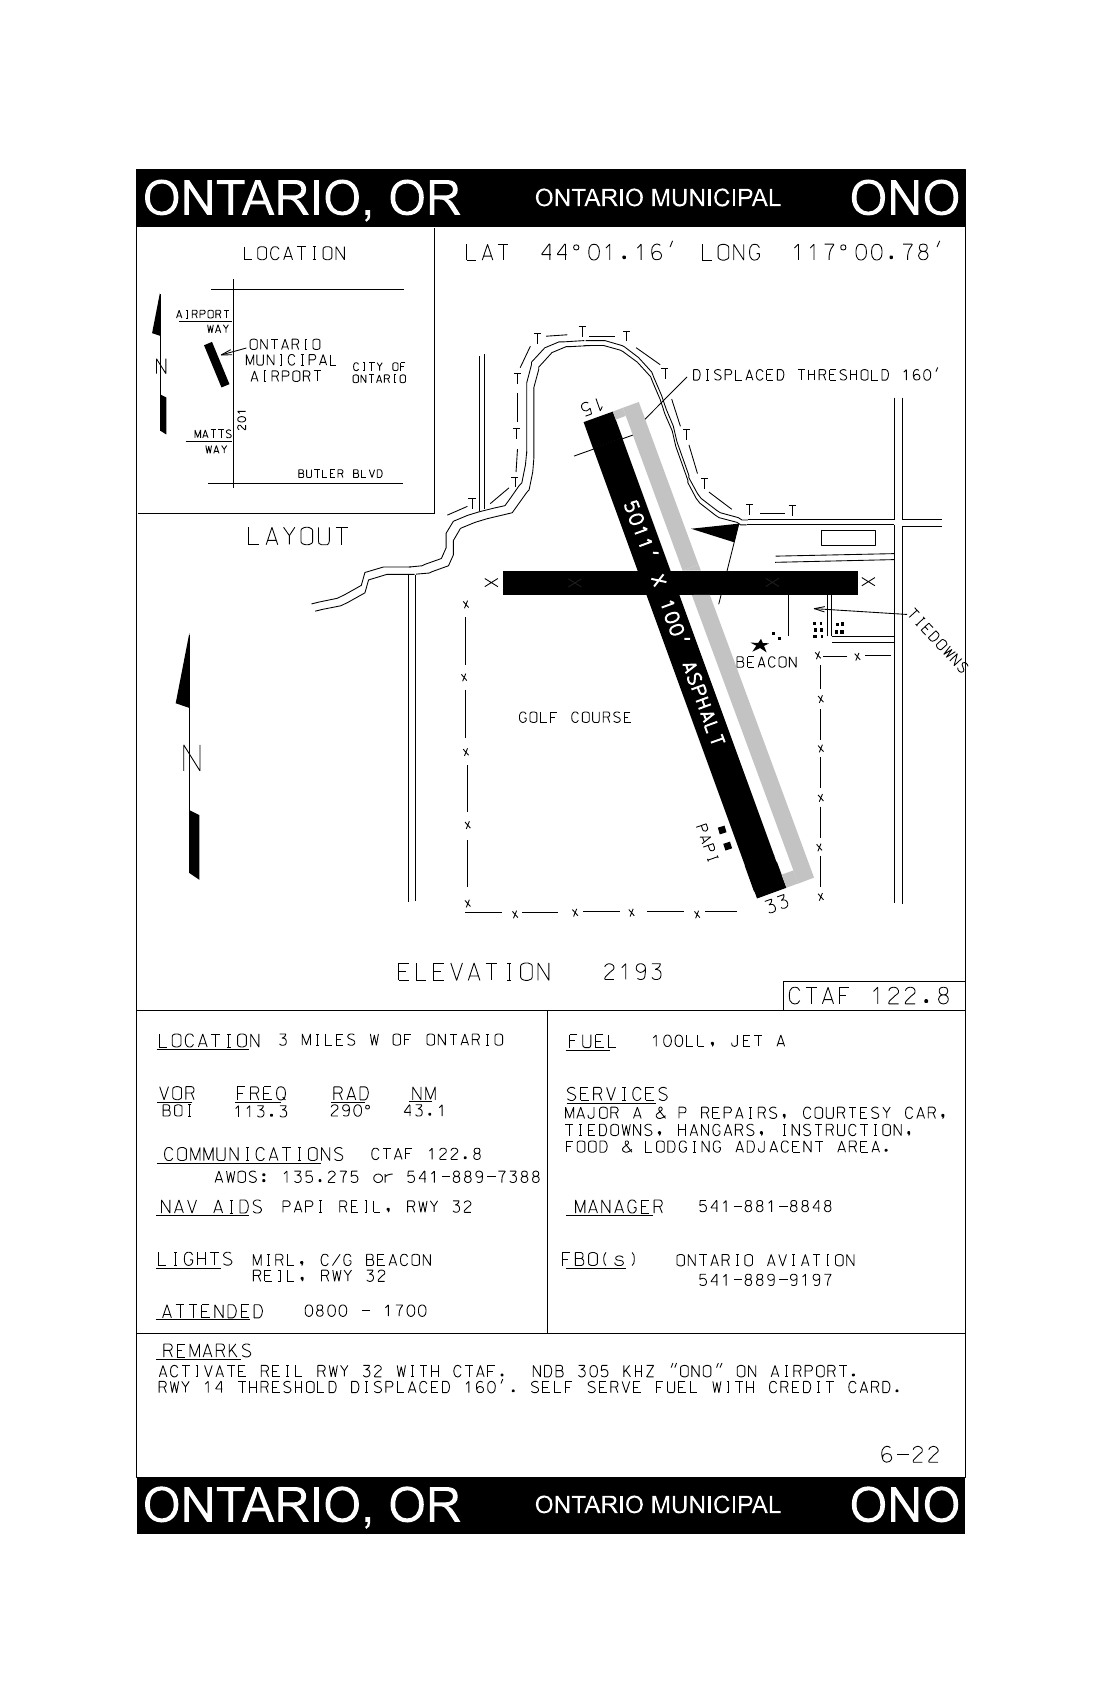 ONTARIO, OR ONTARIO MUNICIPAL ONO
LOCATION
LAT 44°01.16' LONG 117°00.78'
AIRPORT
WAY
N
ONTARIO
MUNICIPAL
AIRPORT
CITY OF
ONTARIO
201
MATTS
WAY
BUTLER BLVD
LAYOUT
T T T T T T T T T T T T T
DISPLACED THRESHOLD 160'
15
5011' X 100' ASPHALT
X X X X
TIEDOWNS
BEACON
GOLF COURSE
N
PAPI
33
ELEVATION 2193
CTAF 122.8
LOCATION 3 MILES W OF ONTARIO
VOR FREQ RAD NM
BOI 113.3 290° 43.1
COMMUNICATIONS CTAF 122.8
AWOS: 135.275 or 541-889-7388
NAV AIDS PAPI REIL, RWY 32
LIGHTS MIRL, C/G BEACON
REIL, RWY 32
ATTENDED 0800 - 1700
FUEL 100LL, JET A
SERVICES
MAJOR A & P REPAIRS, COURTESY CAR,
TIEDOWNS, HANGARS, INSTRUCTION,
FOOD & LODGING ADJACENT AREA.
MANAGER 541-881-8848
FBO(s) ONTARIO AVIATION
541-889-9197
REMARKS
ACTIVATE REIL RWY 32 WITH CTAF. NDB 305 KHZ "ONO" ON AIRPORT.
RWY 14 THRESHOLD DISPLACED 160'. SELF SERVE FUEL WITH CREDIT CARD.
6-22
ONTARIO, OR ONTARIO MUNICIPAL ONO